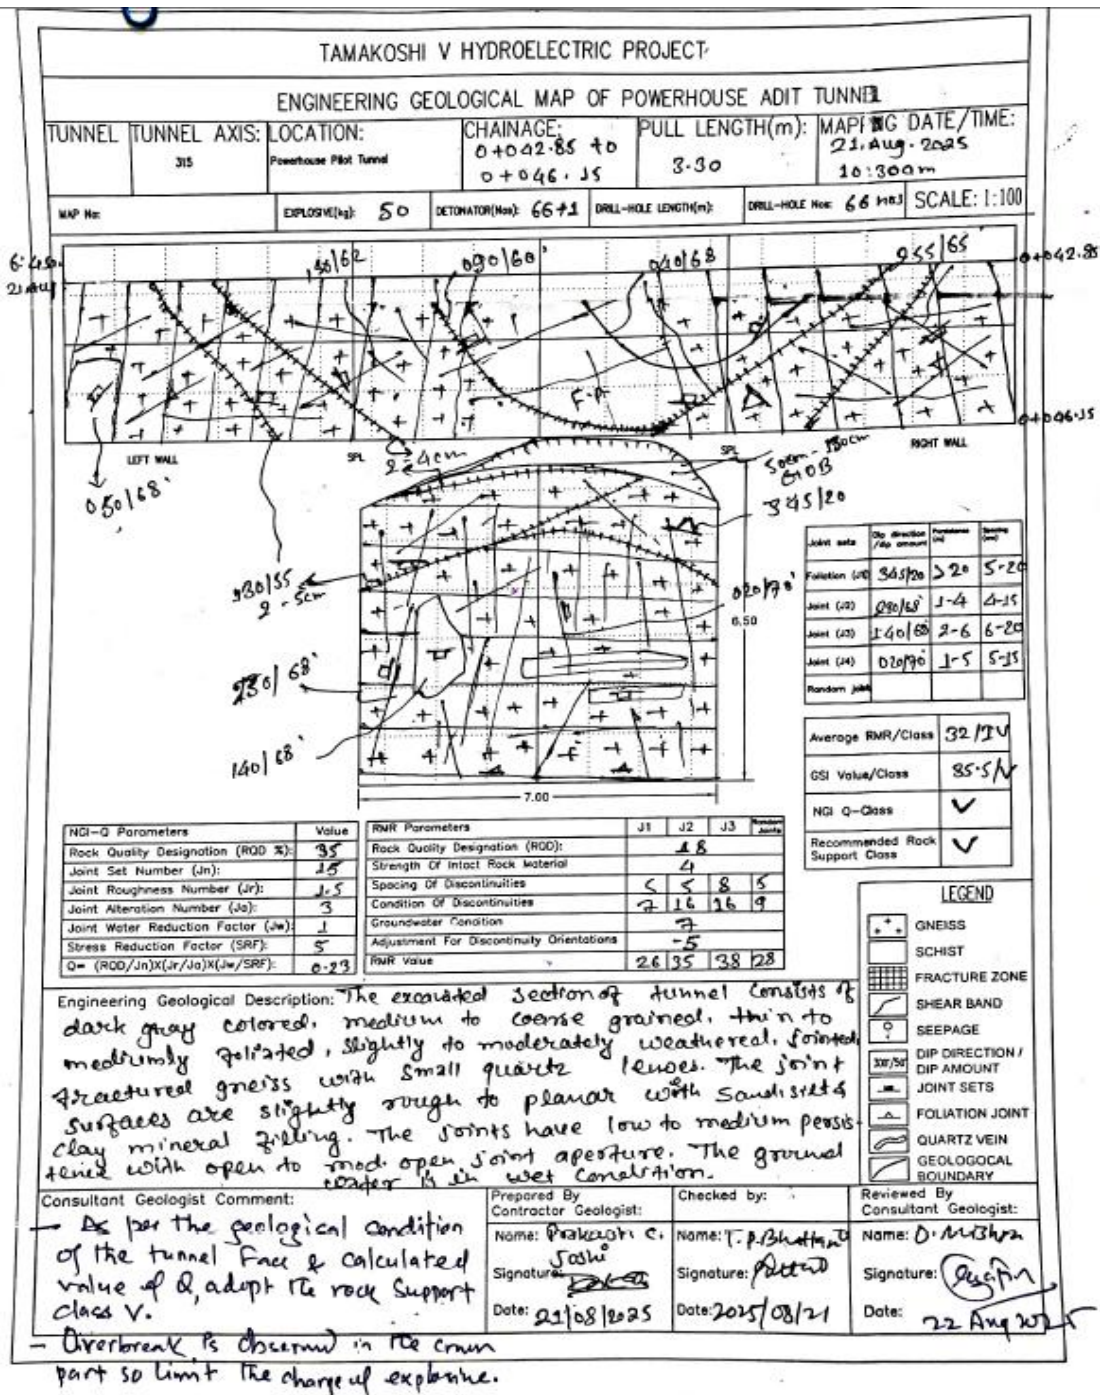 TAMAKOSHI V HYDROELECTRIC PROJECT
ENGINEERING GEOLOGICAL MAP OF POWERHOUSE ADIT TUNNEL
TUNNEL
TUNNEL AXIS: 315
LOCATION: Powerhouse Pilot Tunnel
CHAINAGE: 0+042.85 to 0+046.15
PULL LENGTH(m): 3.30
MAPPING DATE/TIME: 21.Aug.2025 10:30am
MAP No:
EXPLOSIVE(kg): 50
DETONATOR(Nos): 66+1
DRILL-HOLE LENGTH(m):
DRILL-HOLE Nos: 66 nos
SCALE: 1:100
130/62
090/60°
040/68
255/65
0+042.85
F.P
0+046.15
LEFT WALL
SPL
2-4cm
SPL
RIGHT WALL
050/68°
345/20
2-5cm
020/70°
6.50
230/68°
140/68°
7.00
Joint sets
Dip direction /dip amount
Persistence (m)
Spacing (cm)
Foliation (J1) 345/20 >20 5-20
Joint (J2) 230/68° 1-4 4-15
Joint (J3) 140/68 2-6 6-20
Joint (J4) 020/70° 1-5 5-15
Random joint
Average RMR/Class 32/IV
GSI Value/Class
NGI Q-Class V
Recommended Rock Support Class V
NGI-Q Parameters Value
Rock Quality Designation (RQD %): 35
Joint Set Number (Jn): 15
Joint Roughness Number (Jr): 1.5
Joint Alteration Number (Ja): 3
Joint Water Reduction Factor (Jw): 1
Stress Reduction Factor (SRF): 5
Q= (RQD/Jn)X(Jr/Ja)X(Jw/SRF): 0.23
RMR Parameters J1 J2 J3 Random Joints
Rock Quality Designation (RQD): 18
Strength Of Intact Rock Material 4
Spacing Of Discontinuities 5 5 8 5
Condition Of Discontinuities 7 16 16 9
Groundwater Condition 7
Adjustment For Discontinuity Orientations -5
RMR Value 26 35 38 28
LEGEND
GNEISS
SCHIST
FRACTURE ZONE
SHEAR BAND
SEEPAGE
DIP DIRECTION / DIP AMOUNT
JOINT SETS
FOLIATION JOINT
QUARTZ VEIN
GEOLOGOCAL BOUNDARY
Engineering Geological Description: The excavated section of tunnel consists of
dark gray colored, medium to coarse grained, thin to
mediumly foliated, slightly to moderately weathered, jointed,
fractured gneiss with small quartz lenses. The joint
surfaces are slightly rough to planar with sand silt &
clay mineral filling. The joints have low to medium persis-
tence with open to mod. open joint aperture. The ground
water is in wet condition.
Consultant Geologist Comment:
- As per the geological condition
of the tunnel Face & calculated
value of Q, adopt the rock support
class V.
- Overbreak is observed in the crown
part so limit the charge of explosive.
Prepared By
Contractor Geologist:
Name: Prakash C. Joshi
Signature:
Date: 21/08/2025
Checked by:
Name: T.P.Bhattarai
Signature:
Date: 2025/08/21
Reviewed By
Consultant Geologist:
Name: D. Mishra
Signature:
Date: 22 Aug 2025